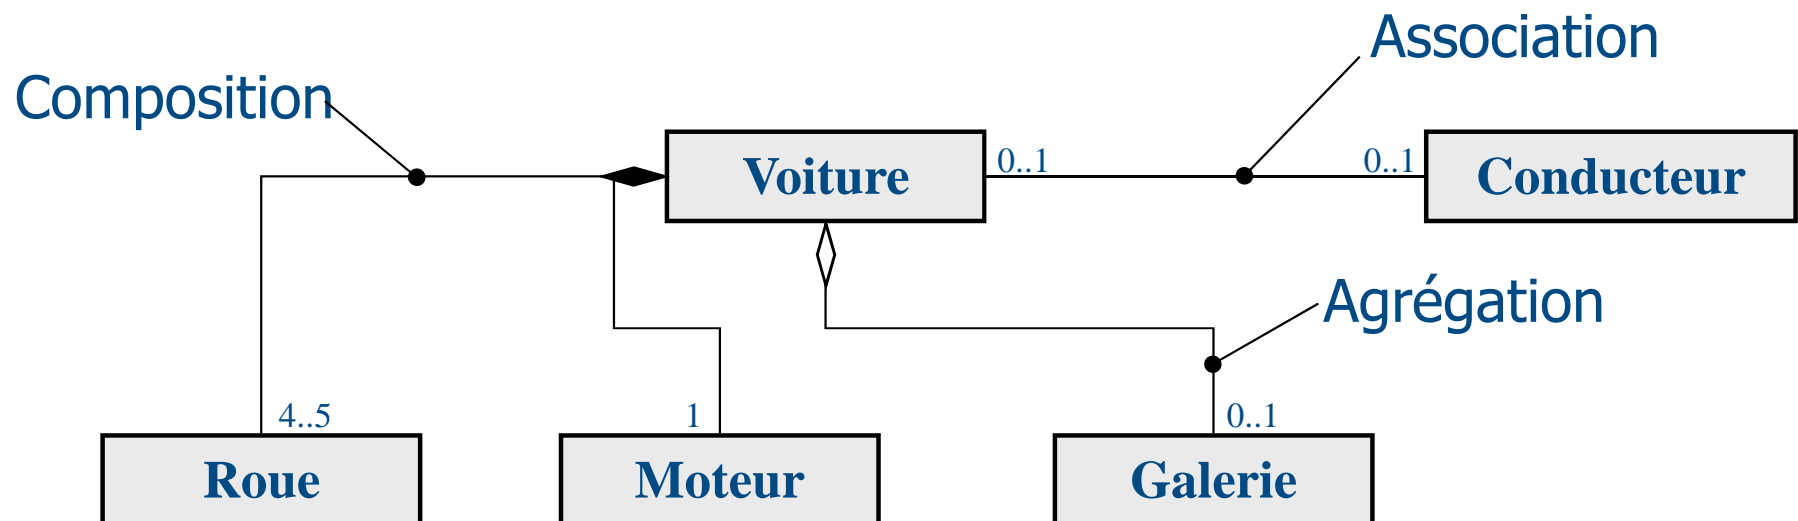 Association
Composition
Voiture
0..1
0..1
Conducteur
Agrégation
4..5
1
0..1
Roue
Moteur
Galerie